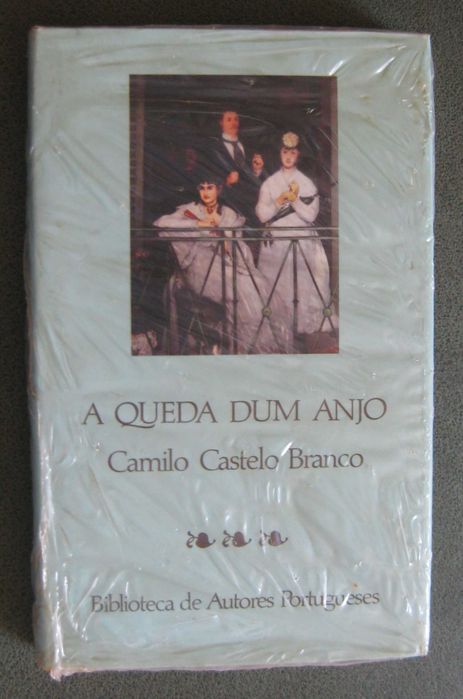 A QUEDA DUM ANJO
Camilo Castelo Branco
Biblioteca de Autores Portugueses